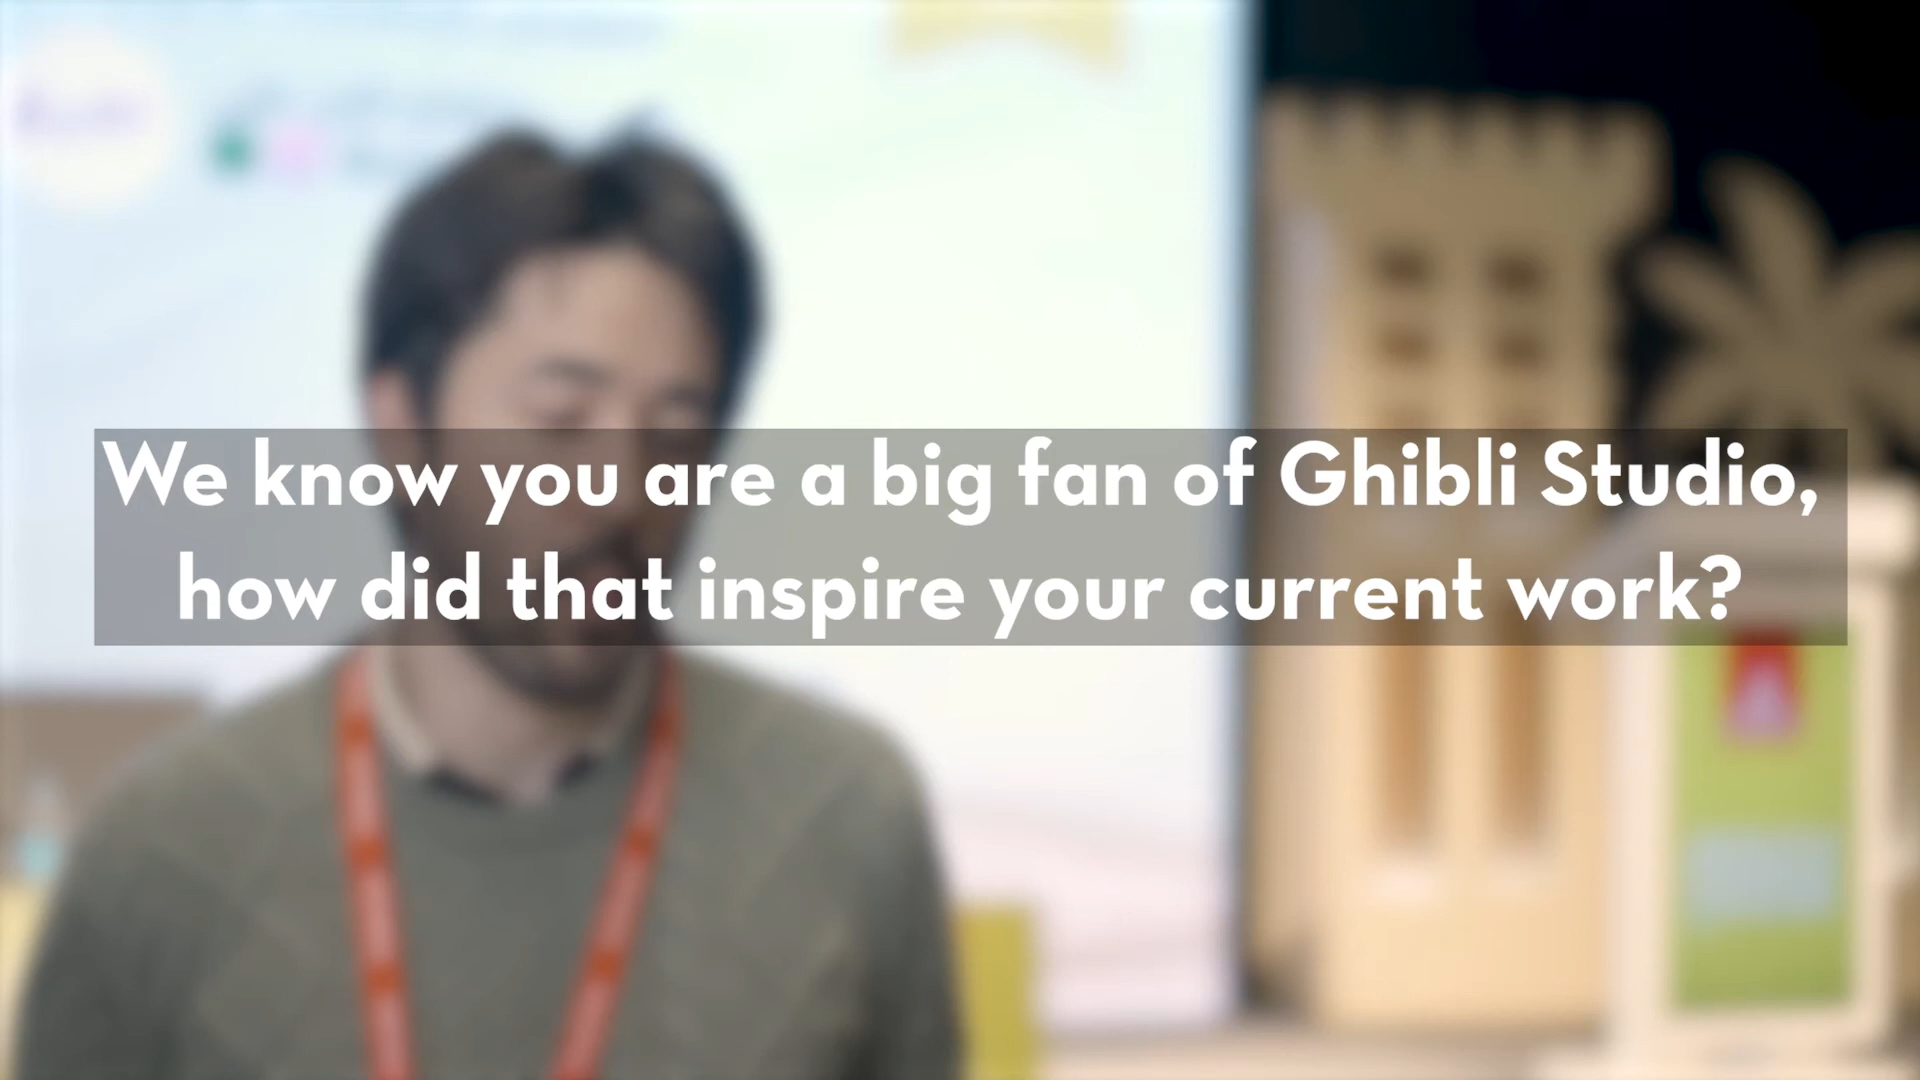 We know you are a big fan of Ghibli Studio,
how did that inspire your current work?